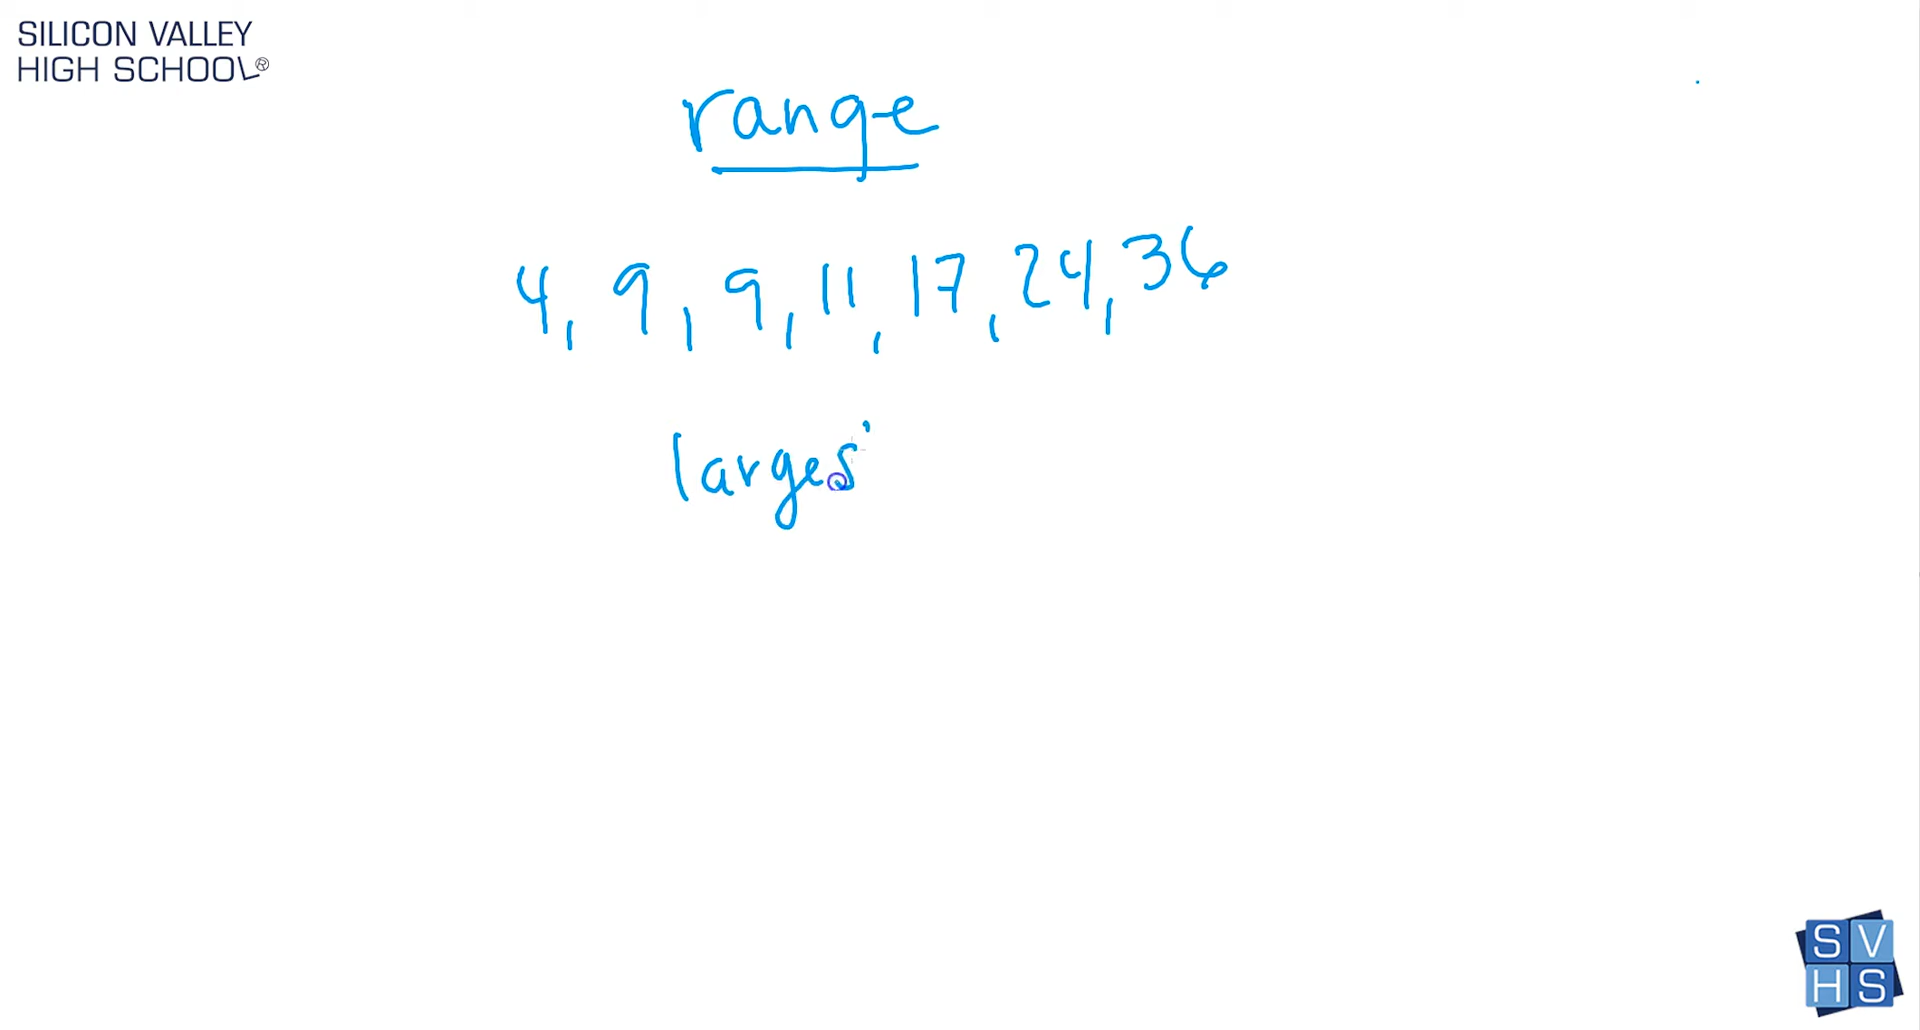 SILICON VALLEY
HIGH SCHOOL®
range
4, 9, 9, 11, 17, 24, 36
larges
SV
HS